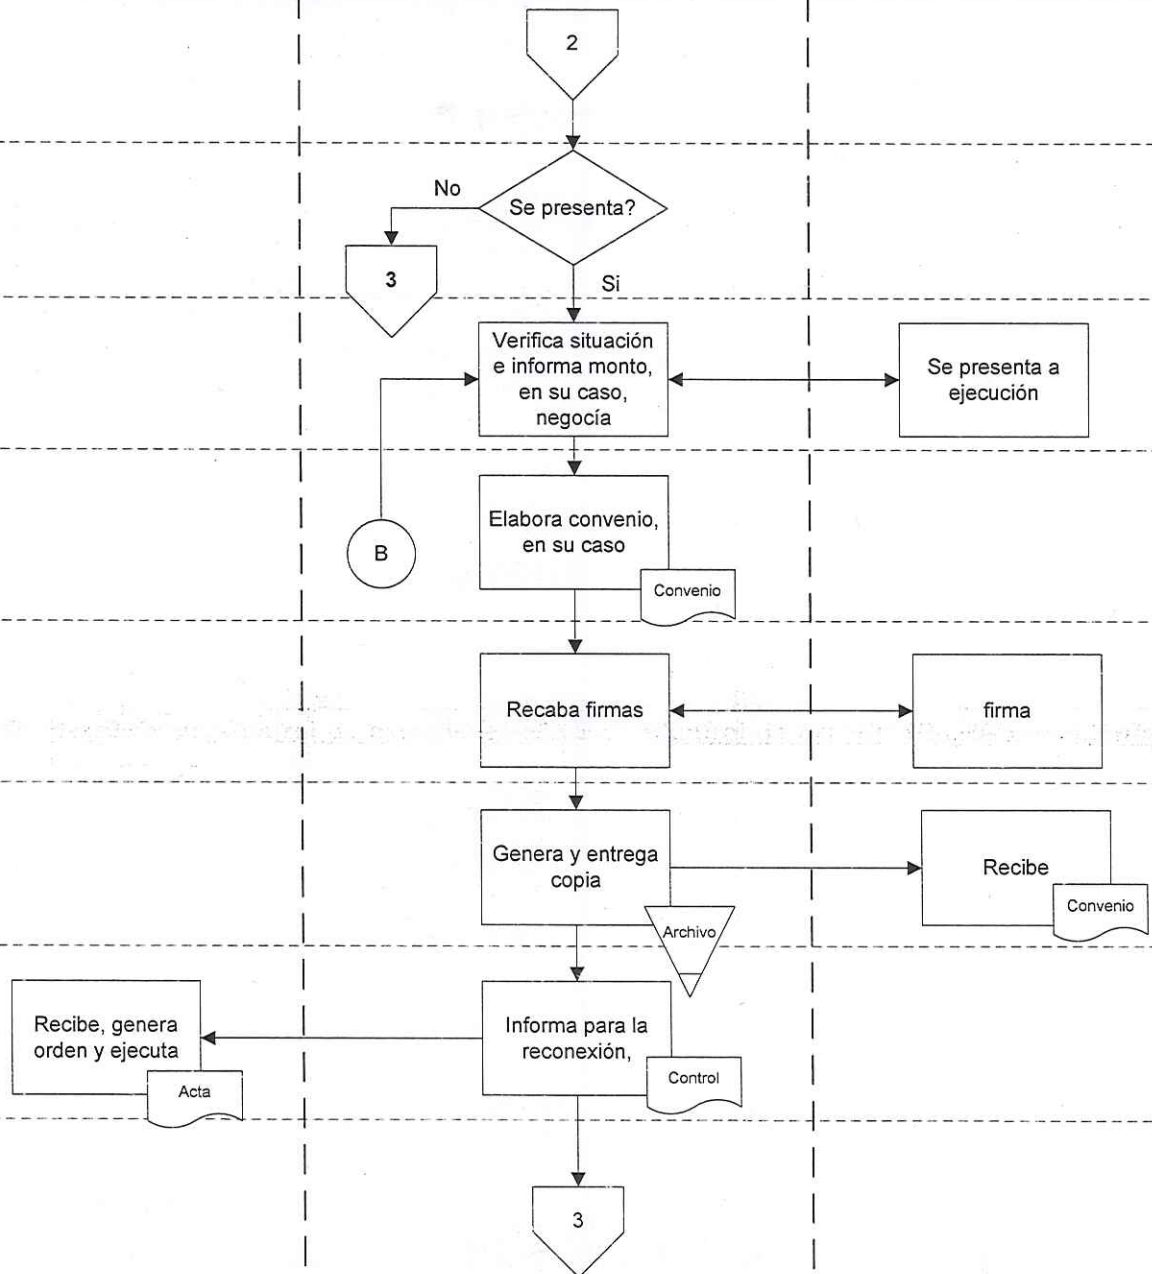 2
Se presenta?
No
3
Si
Verifica situación
e informa monto,
en su caso,
negocía
Se presenta a
ejecución
B
Elabora convenio,
en su caso
Convenio
Recaba firmas
firma
Genera y entrega
copia
Archivo
Recibe
Convenio
Recibe, genera
orden y ejecuta
Acta
Informa para la
reconexión,
Control
3